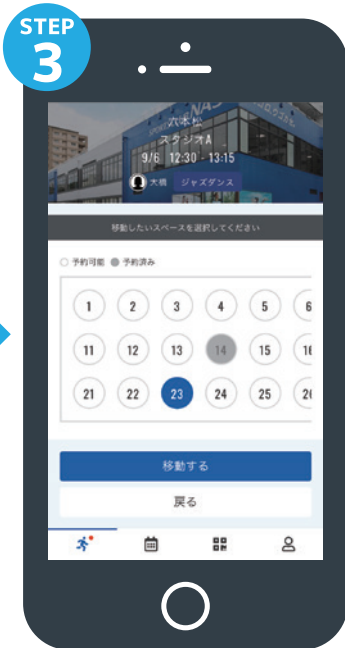 STEP
3
六本松
スタジオA
9/6 12:30 - 13:15
大橋 ジャズダンス
移動したいスペースを選択してください
予約可能 予約済み
1 2 3 4 5 6
11 12 13 14 15 16
21 22 23 24 25 26
移動する
戻る